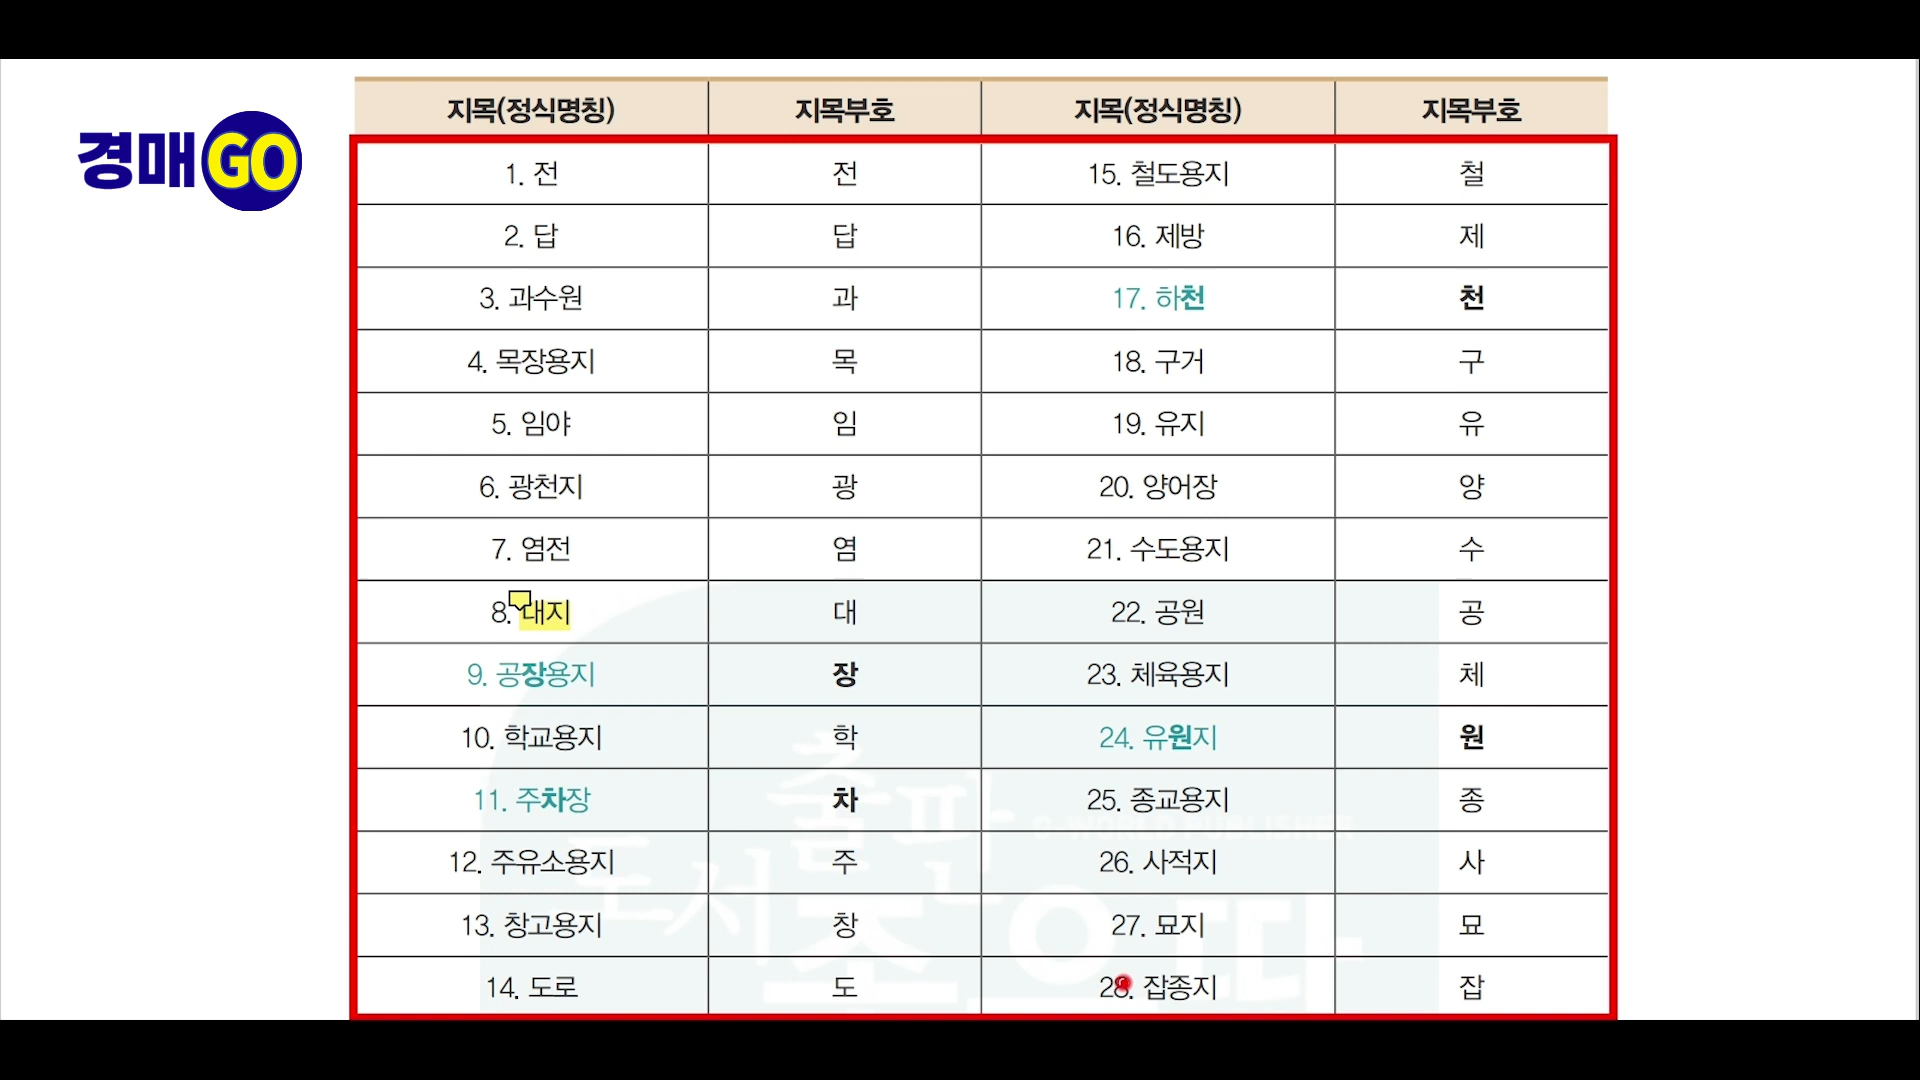 경매GO
지목(정식명칭) 지목부호 지목(정식명칭) 지목부호
1. 전 전 15. 철도용지 철
2. 답 답 16. 제방 제
3. 과수원 과 17. 하천 천
4. 목장용지 목 18. 구거 구
5. 임야 임 19. 유지 유
6. 광천지 광 20. 양어장 양
7. 염전 염 21. 수도용지 수
8. 대지 대 22. 공원 공
9. 공장용지 장 23. 체육용지 체
10. 학교용지 학 24. 유원지 원
11. 주차장 차 25. 종교용지 종
12. 주유소용지 주 26. 사적지 사
13. 창고용지 창 27. 묘지 묘
14. 도로 도 28. 잡종지 잡